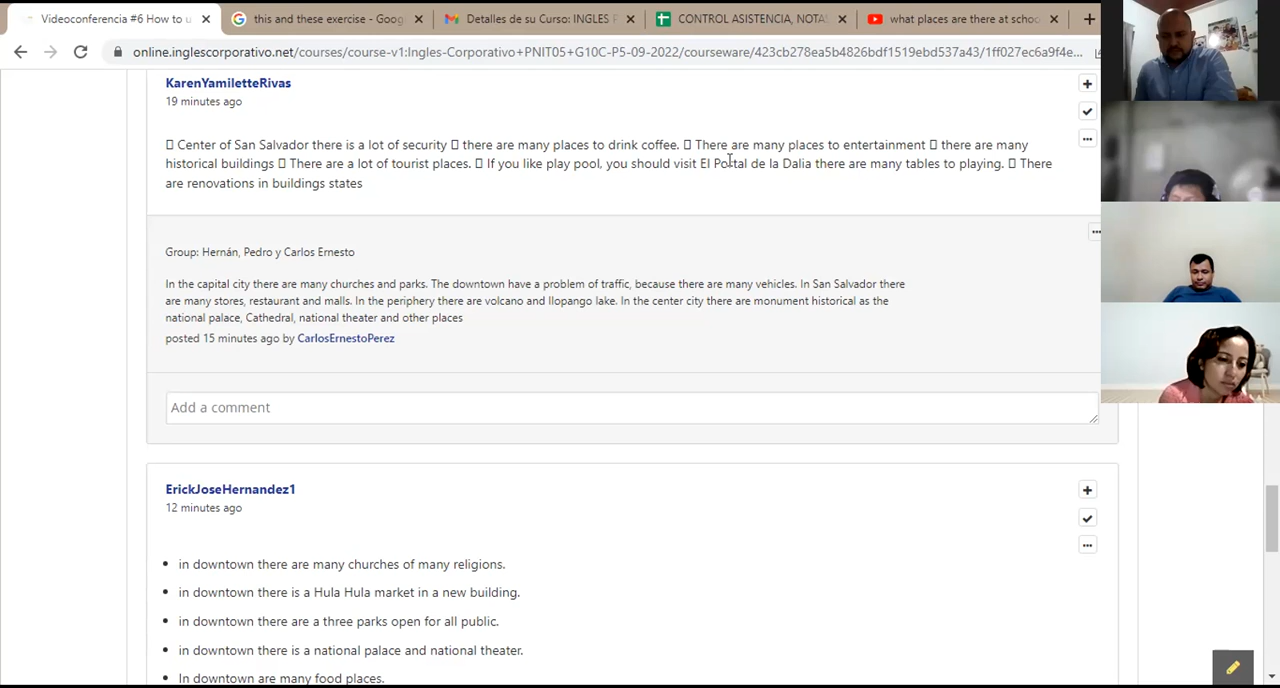 Videoconferencia #6 How to u
this and these exercise - Goog
Detalles de su Curso: INGLES F
CONTROL ASISTENCIA, NOTAS
what places are there at schoo
online.inglescorporativo.net/courses/course-v1:Ingles-Corporativo+PNIT05+G10C-P5-09-2022/courseware/423cb278ea5b4826bdf1519ebd537a43/1ff027ec6a9f4e...
KarenYamiletteRivas
19 minutes ago
Center of San Salvador there is a lot of security there are many places to drink coffee. There are many places to entertainment there are many
historical buildings There are a lot of tourist places. If you like play pool, you should visit El Portal de la Dalia there are many tables to playing. There
are renovations in buildings states
Group: Hernán, Pedro y Carlos Ernesto
In the capital city there are many churches and parks. The downtown have a problem of traffic, because there are many vehicles. In San Salvador there
are many stores, restaurant and malls. In the periphery there are volcano and Ilopango lake. In the center city there are monument historical as the
national palace, Cathedral, national theater and other places
posted 15 minutes ago by CarlosErnestoPerez
Add a comment
ErickJoseHernandez1
12 minutes ago
• in downtown there are many churches of many religions.
• in downtown there is a Hula Hula market in a new building.
• in downtown there are a three parks open for all public.
• in downtown there is a national palace and national theater.
• In downtown are many food places.